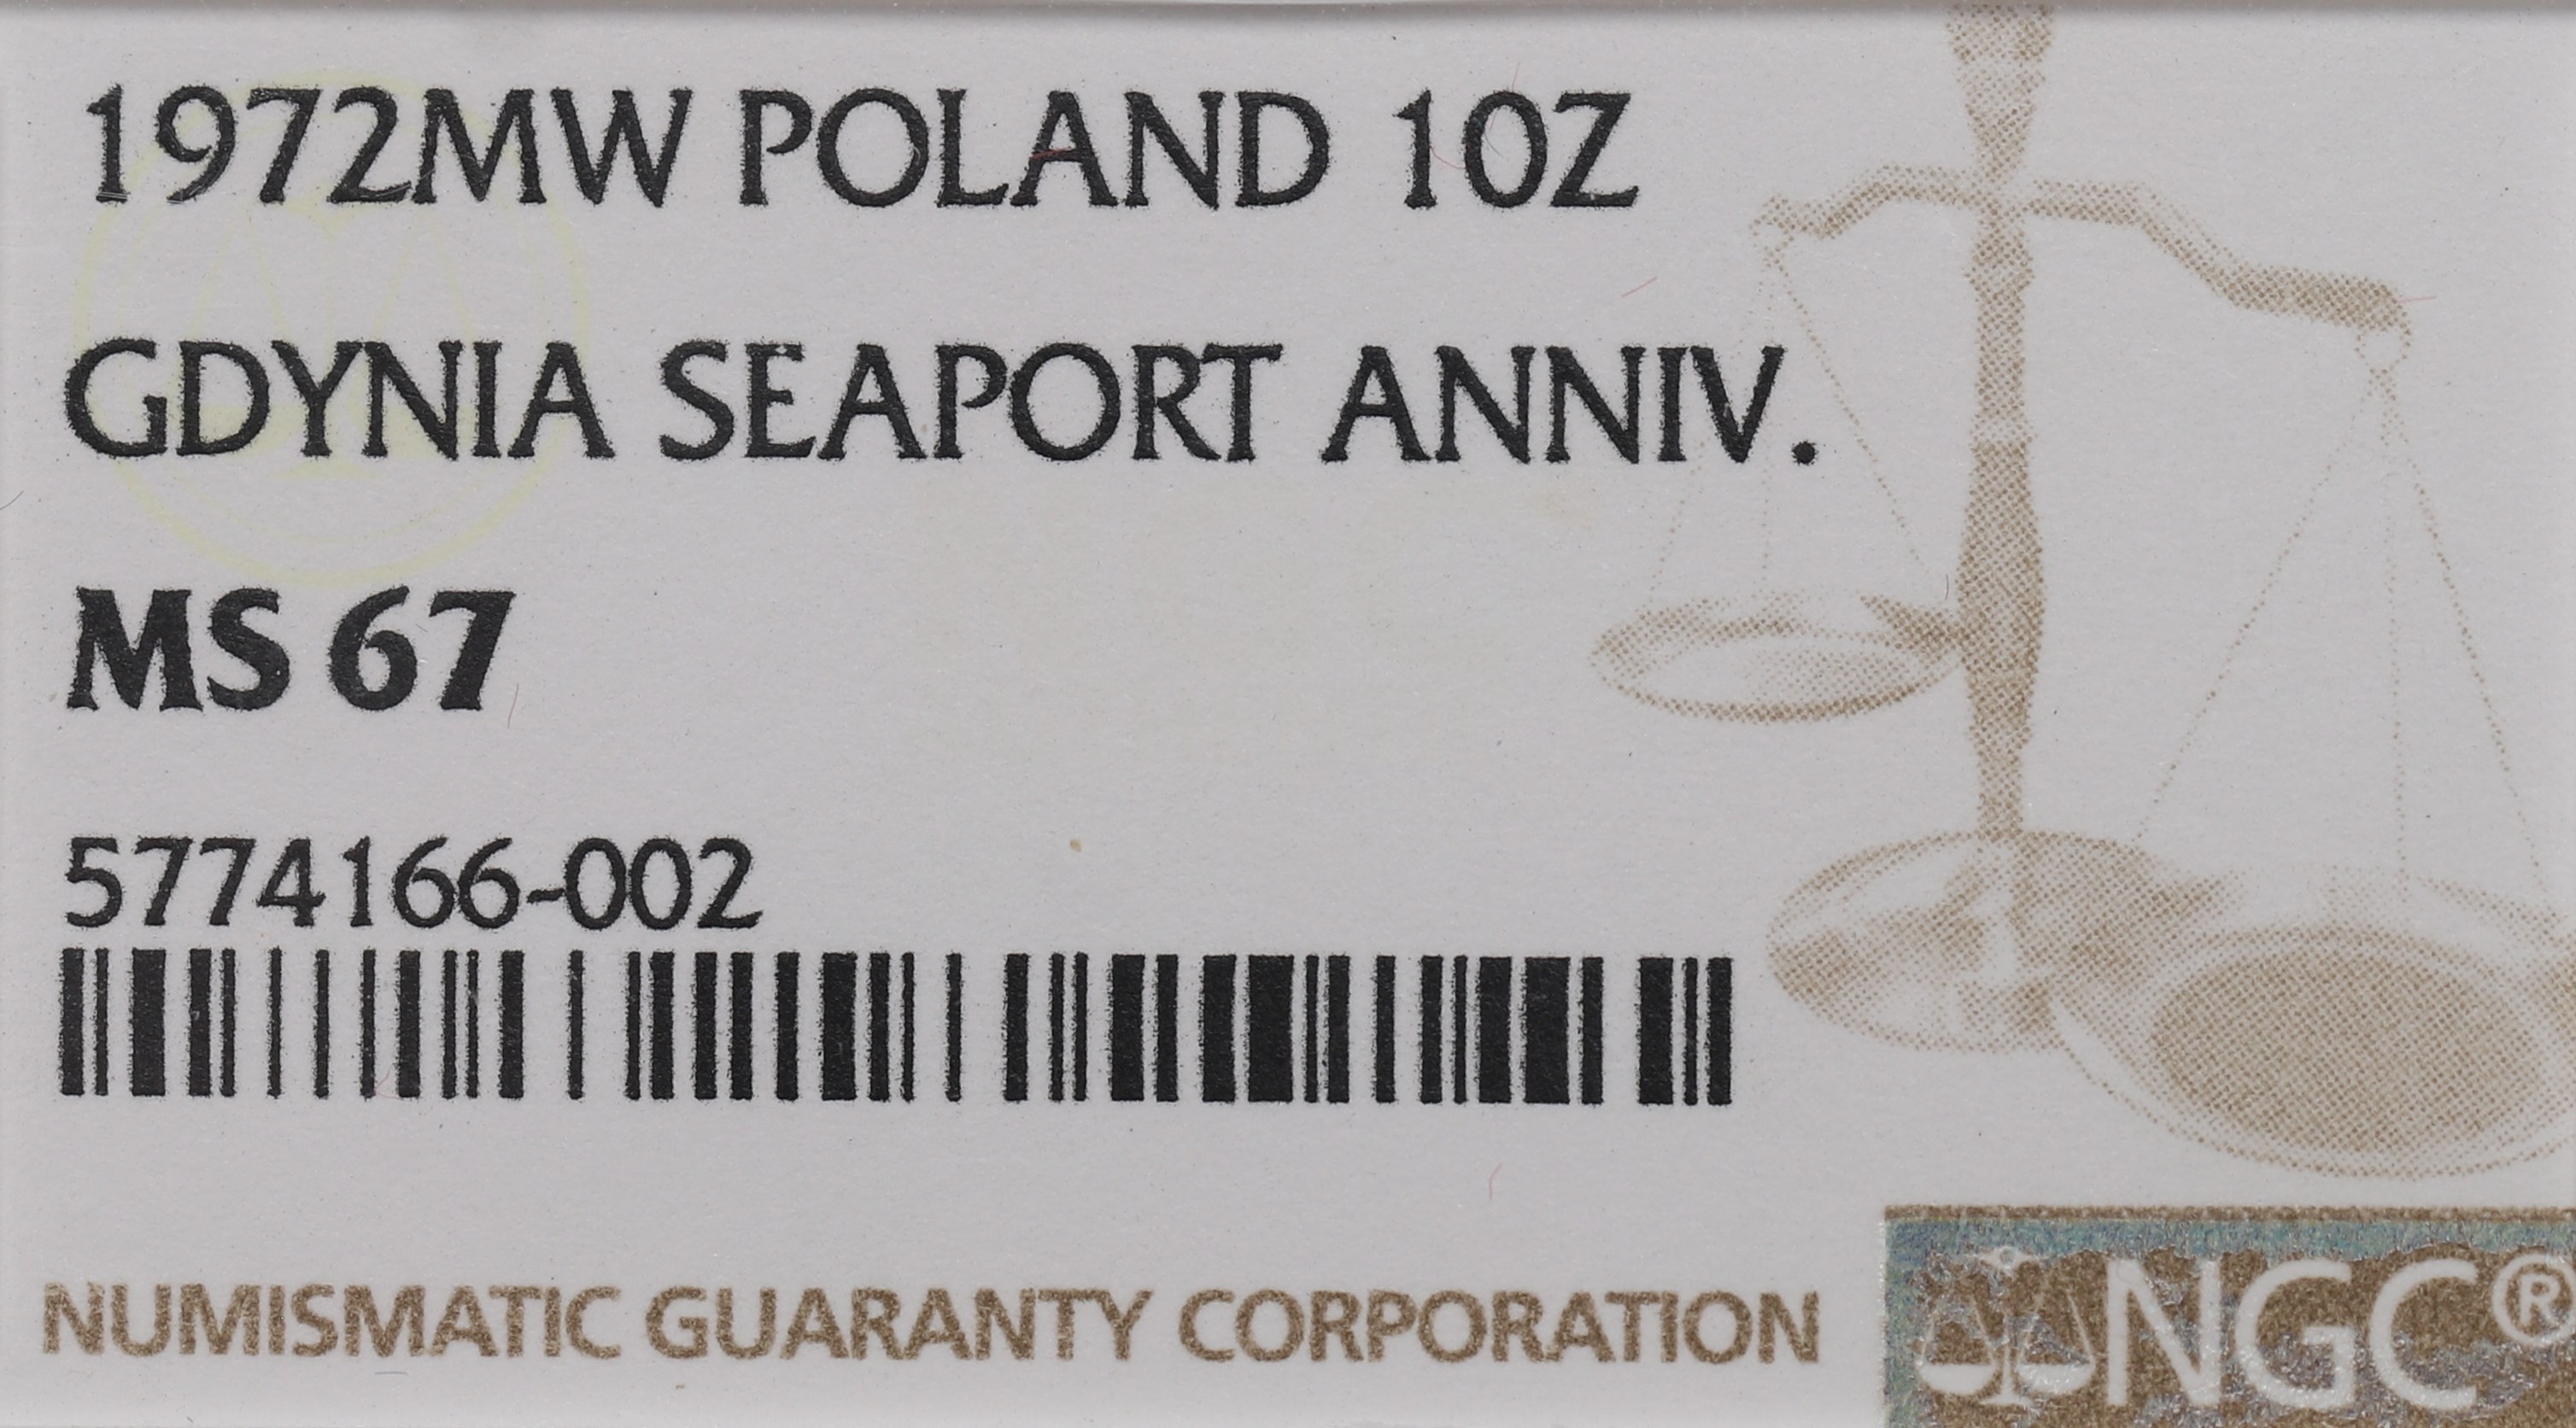 1972MW POLAND 10Z
GDYNIA SEAPORT ANNIV.
MS 67
5774166-002
NUMISMATIC GUARANTY CORPORATION
NGC®